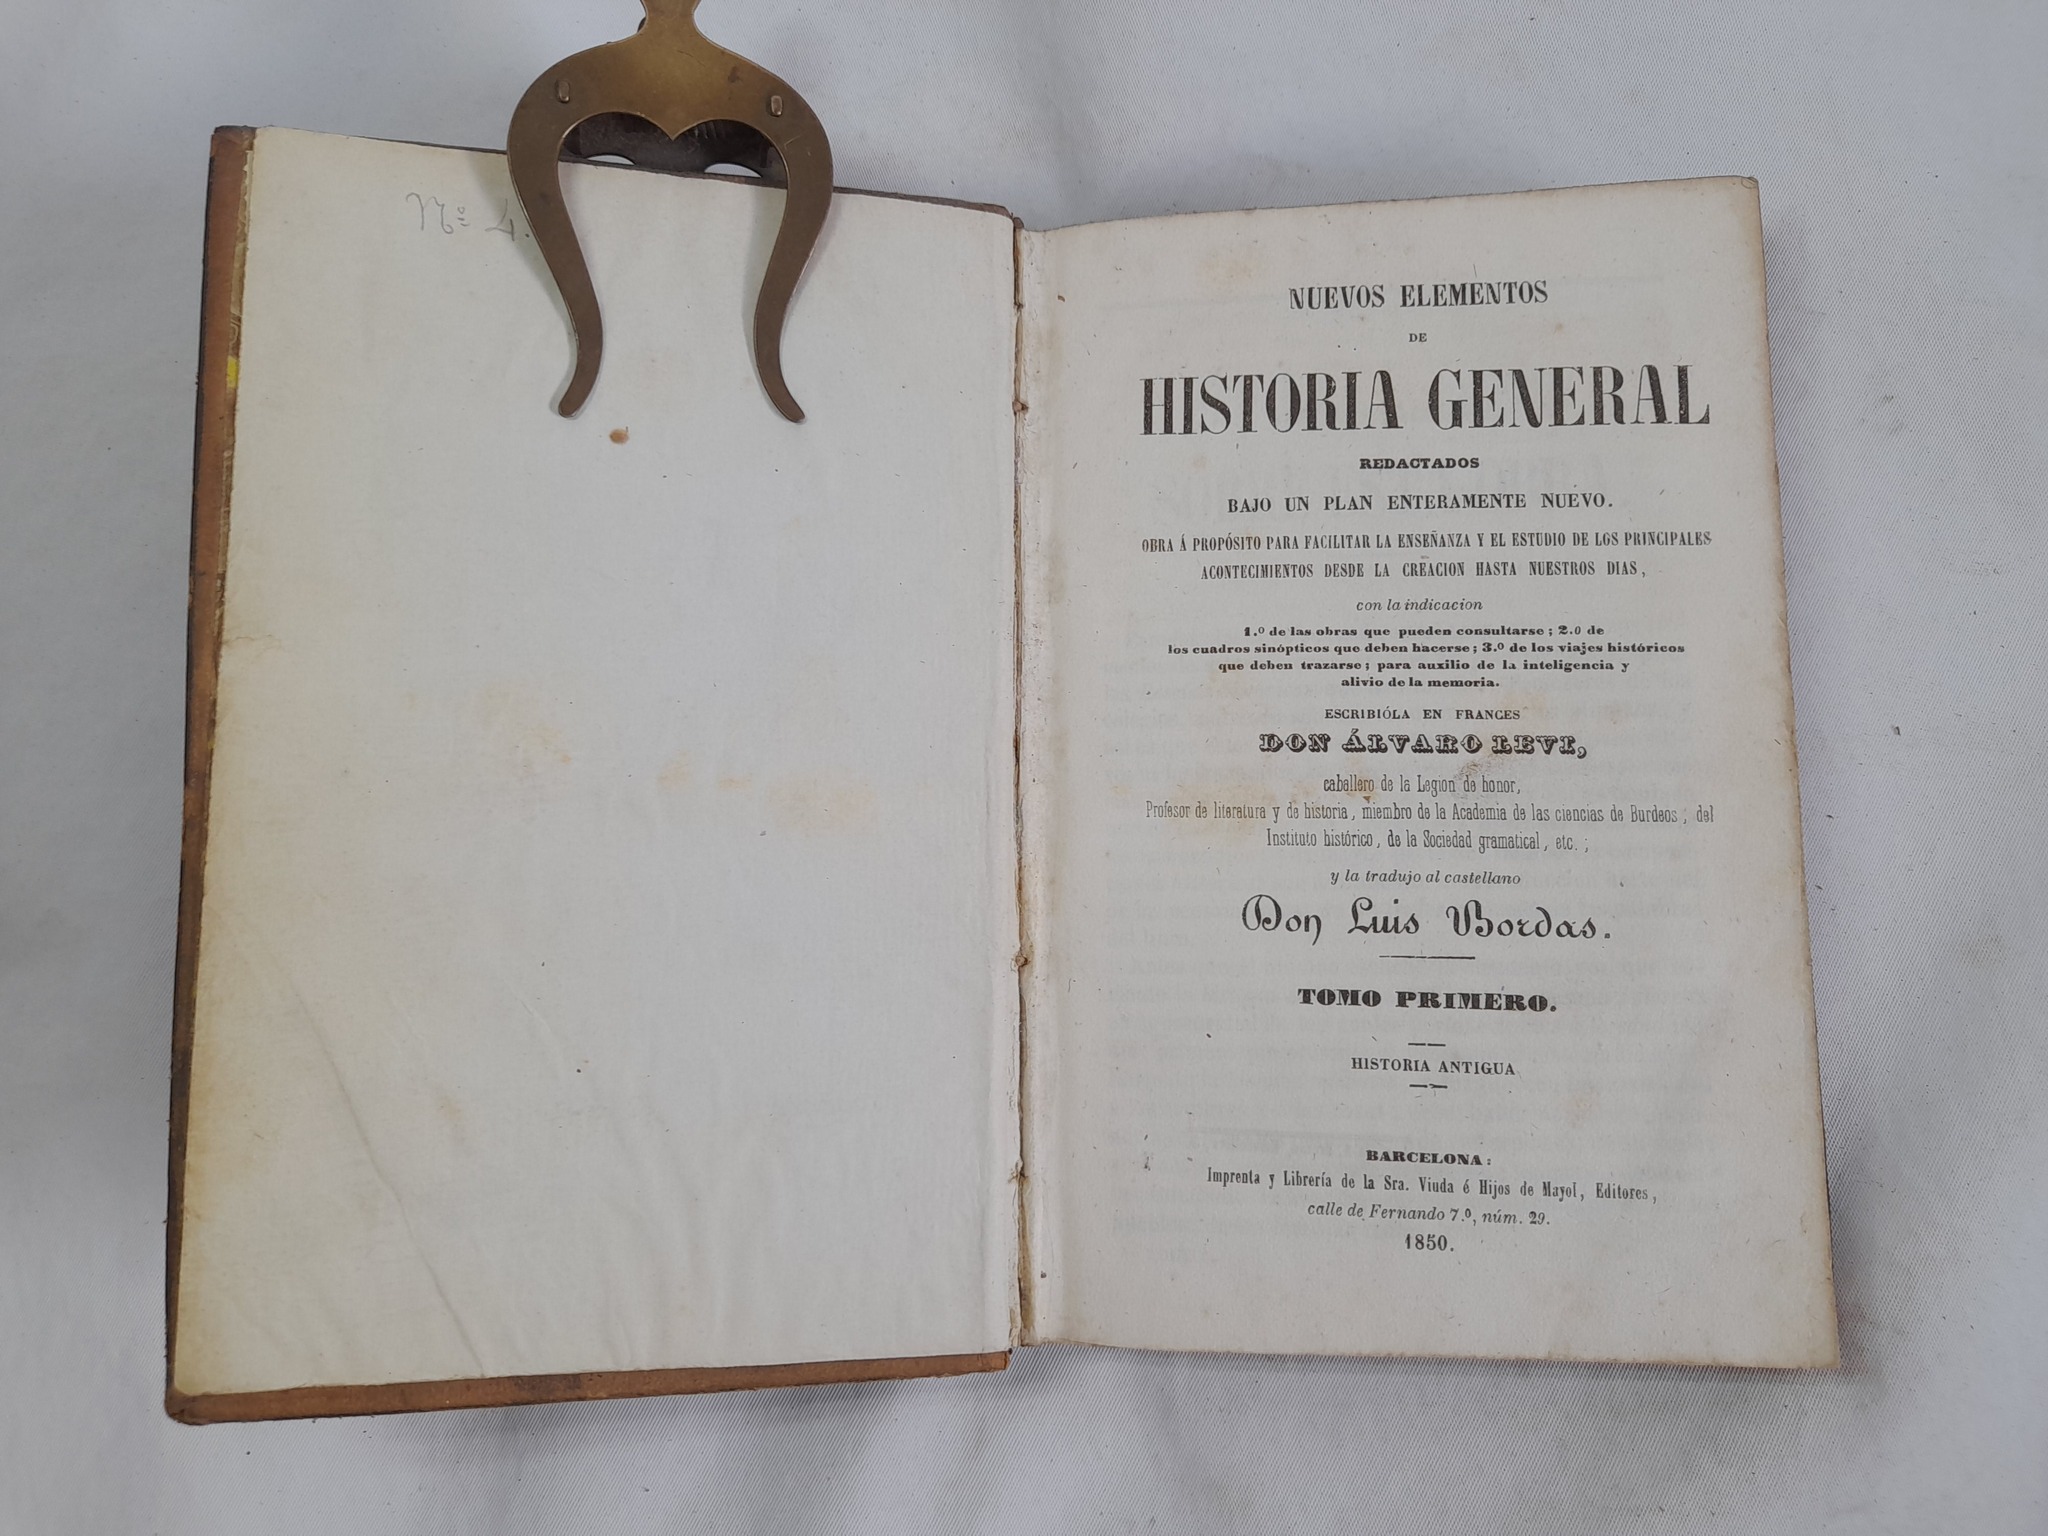 Nº 4.
NUEVOS ELEMENTOS
DE
HISTORIA GENERAL
REDACTADOS
BAJO UN PLAN ENTERAMENTE NUEVO.
OBRA Á PROPÓSITO PARA FACILITAR LA ENSEÑANZA Y EL ESTUDIO DE LOS PRINCIPALES
ACONTECIMIENTOS DESDE LA CREACION HASTA NUESTROS DIAS,
con la indicacion
1.º de las obras que pueden consultarse; 2.º de
los cuadros sinópticos que deben hacerse; 3.º de los viajes históricos
que deben trazarse; para auxilio de la inteligencia y
alivio de la memoria.
ESCRIBIÓLA EN FRANCES
DON ÁLVARO LEVI,
caballero de la Legion de honor,
Profesor de literatura y de historia, miembro de la Academia de las ciencias de Burdeos, del
Instituto histórico, de la Sociedad gramatical, etc.;
y la tradujo al castellano
Don Luis Bordas.
TOMO PRIMERO.
HISTORIA ANTIGUA
BARCELONA:
Imprenta y Librería de la Sra. Viuda é Hijos de Mayol, Editores,
calle de Fernando 7.º, núm. 29.
1850.